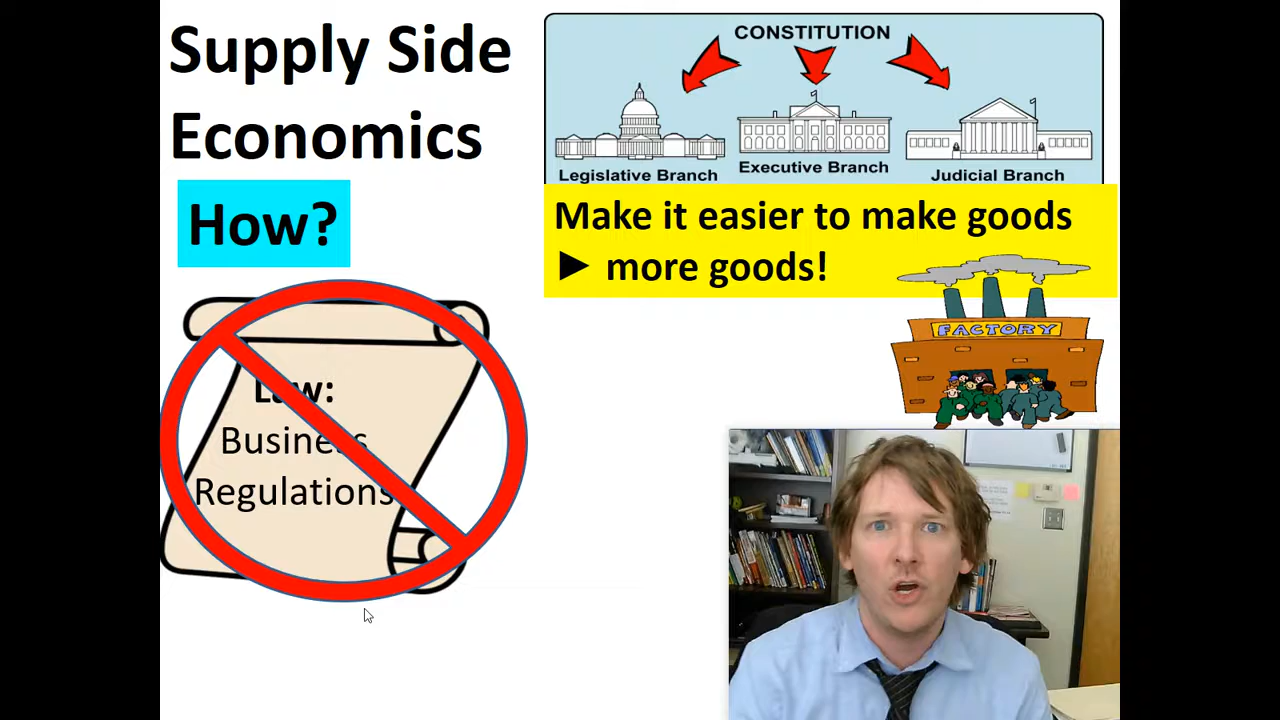 Supply Side
Economics
How?
CONSTITUTION
Legislative Branch
Executive Branch
Judicial Branch
Make it easier to make goods
► more goods!
FACTORY
Law:
Business
Regulations